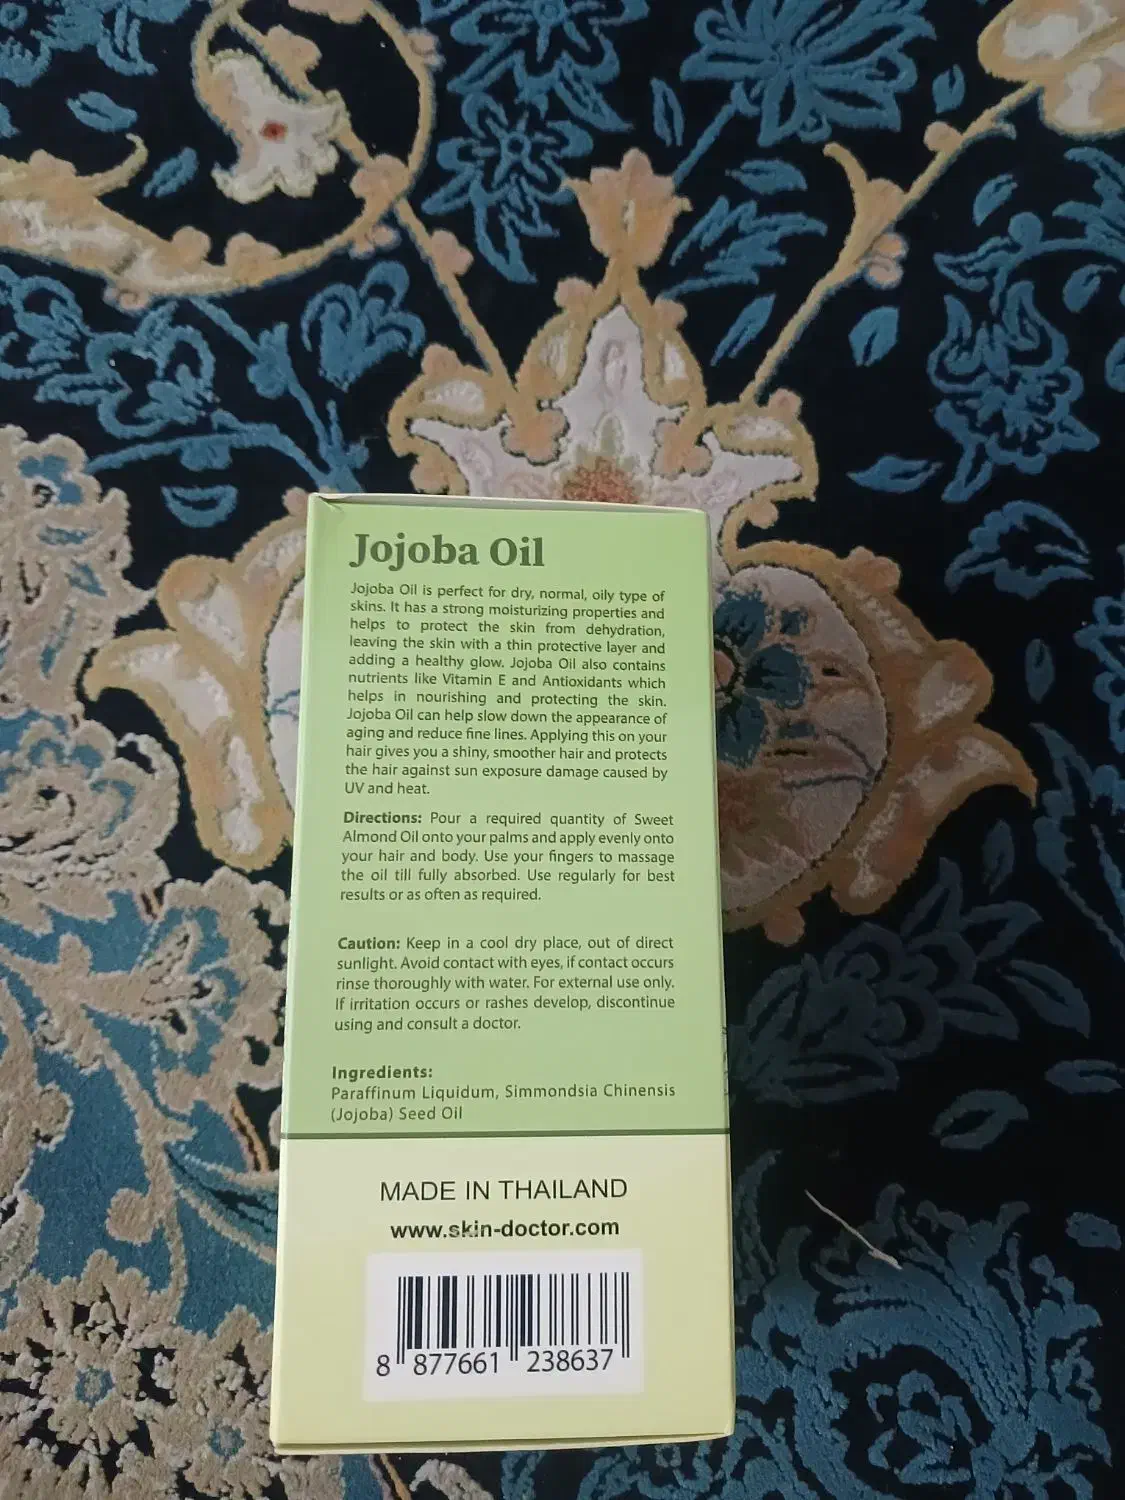 Jojoba Oil
Jojoba Oil is perfect for dry, normal, oily type of
skins. It has a strong moisturizing properties and
helps to protect the skin from dehydration,
leaving the skin with a thin protective layer and
adding a healthy glow. Jojoba Oil also contains
nutrients like Vitamin E and Antioxidants which
helps in nourishing and protecting the skin.
Jojoba Oil can help slow down the appearance of
aging and reduce fine lines. Applying this on your
hair gives you a shiny, smoother hair and protects
the hair against sun exposure damage caused by
UV and heat.
Directions: Pour a required quantity of Sweet
Almond Oil onto your palms and apply evenly onto
your hair and body. Use your fingers to massage
the oil till fully absorbed. Use regularly for best
results or as often as required.
Caution: Keep in a cool dry place, out of direct
sunlight. Avoid contact with eyes, if contact occurs
rinse thoroughly with water. For external use only.
If irritation occurs or rashes develop, discontinue
using and consult a doctor.
Ingredients:
Paraffinum Liquidum, Simmondsia Chinensis
(Jojoba) Seed Oil
MADE IN THAILAND
www.skin-doctor.com
8 877661 238637